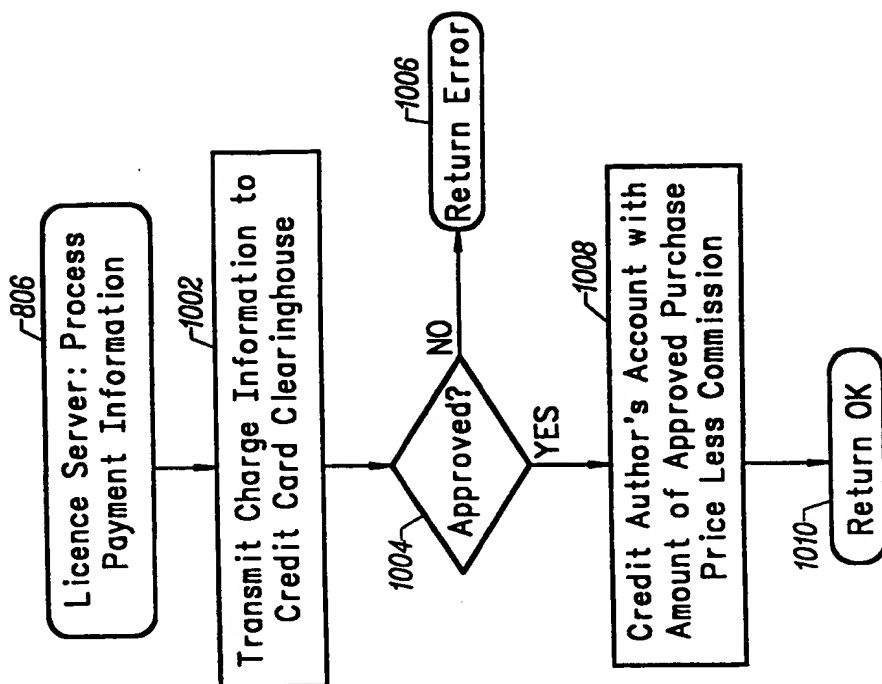 806
Licence Server: Process
Payment Information
1002
Transmit Charge Information to
Credit Card Clearinghouse
1004
Approved?
NO
1006
Return Error
YES
1008
Credit Author's Account with
Amount of Approved Purchase
Price Less Commission
1010
Return OK